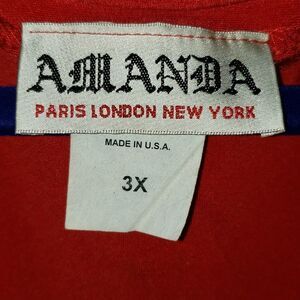 AMANDA
PARIS LONDON NEW YORK
MADE IN U.S.A.
3X